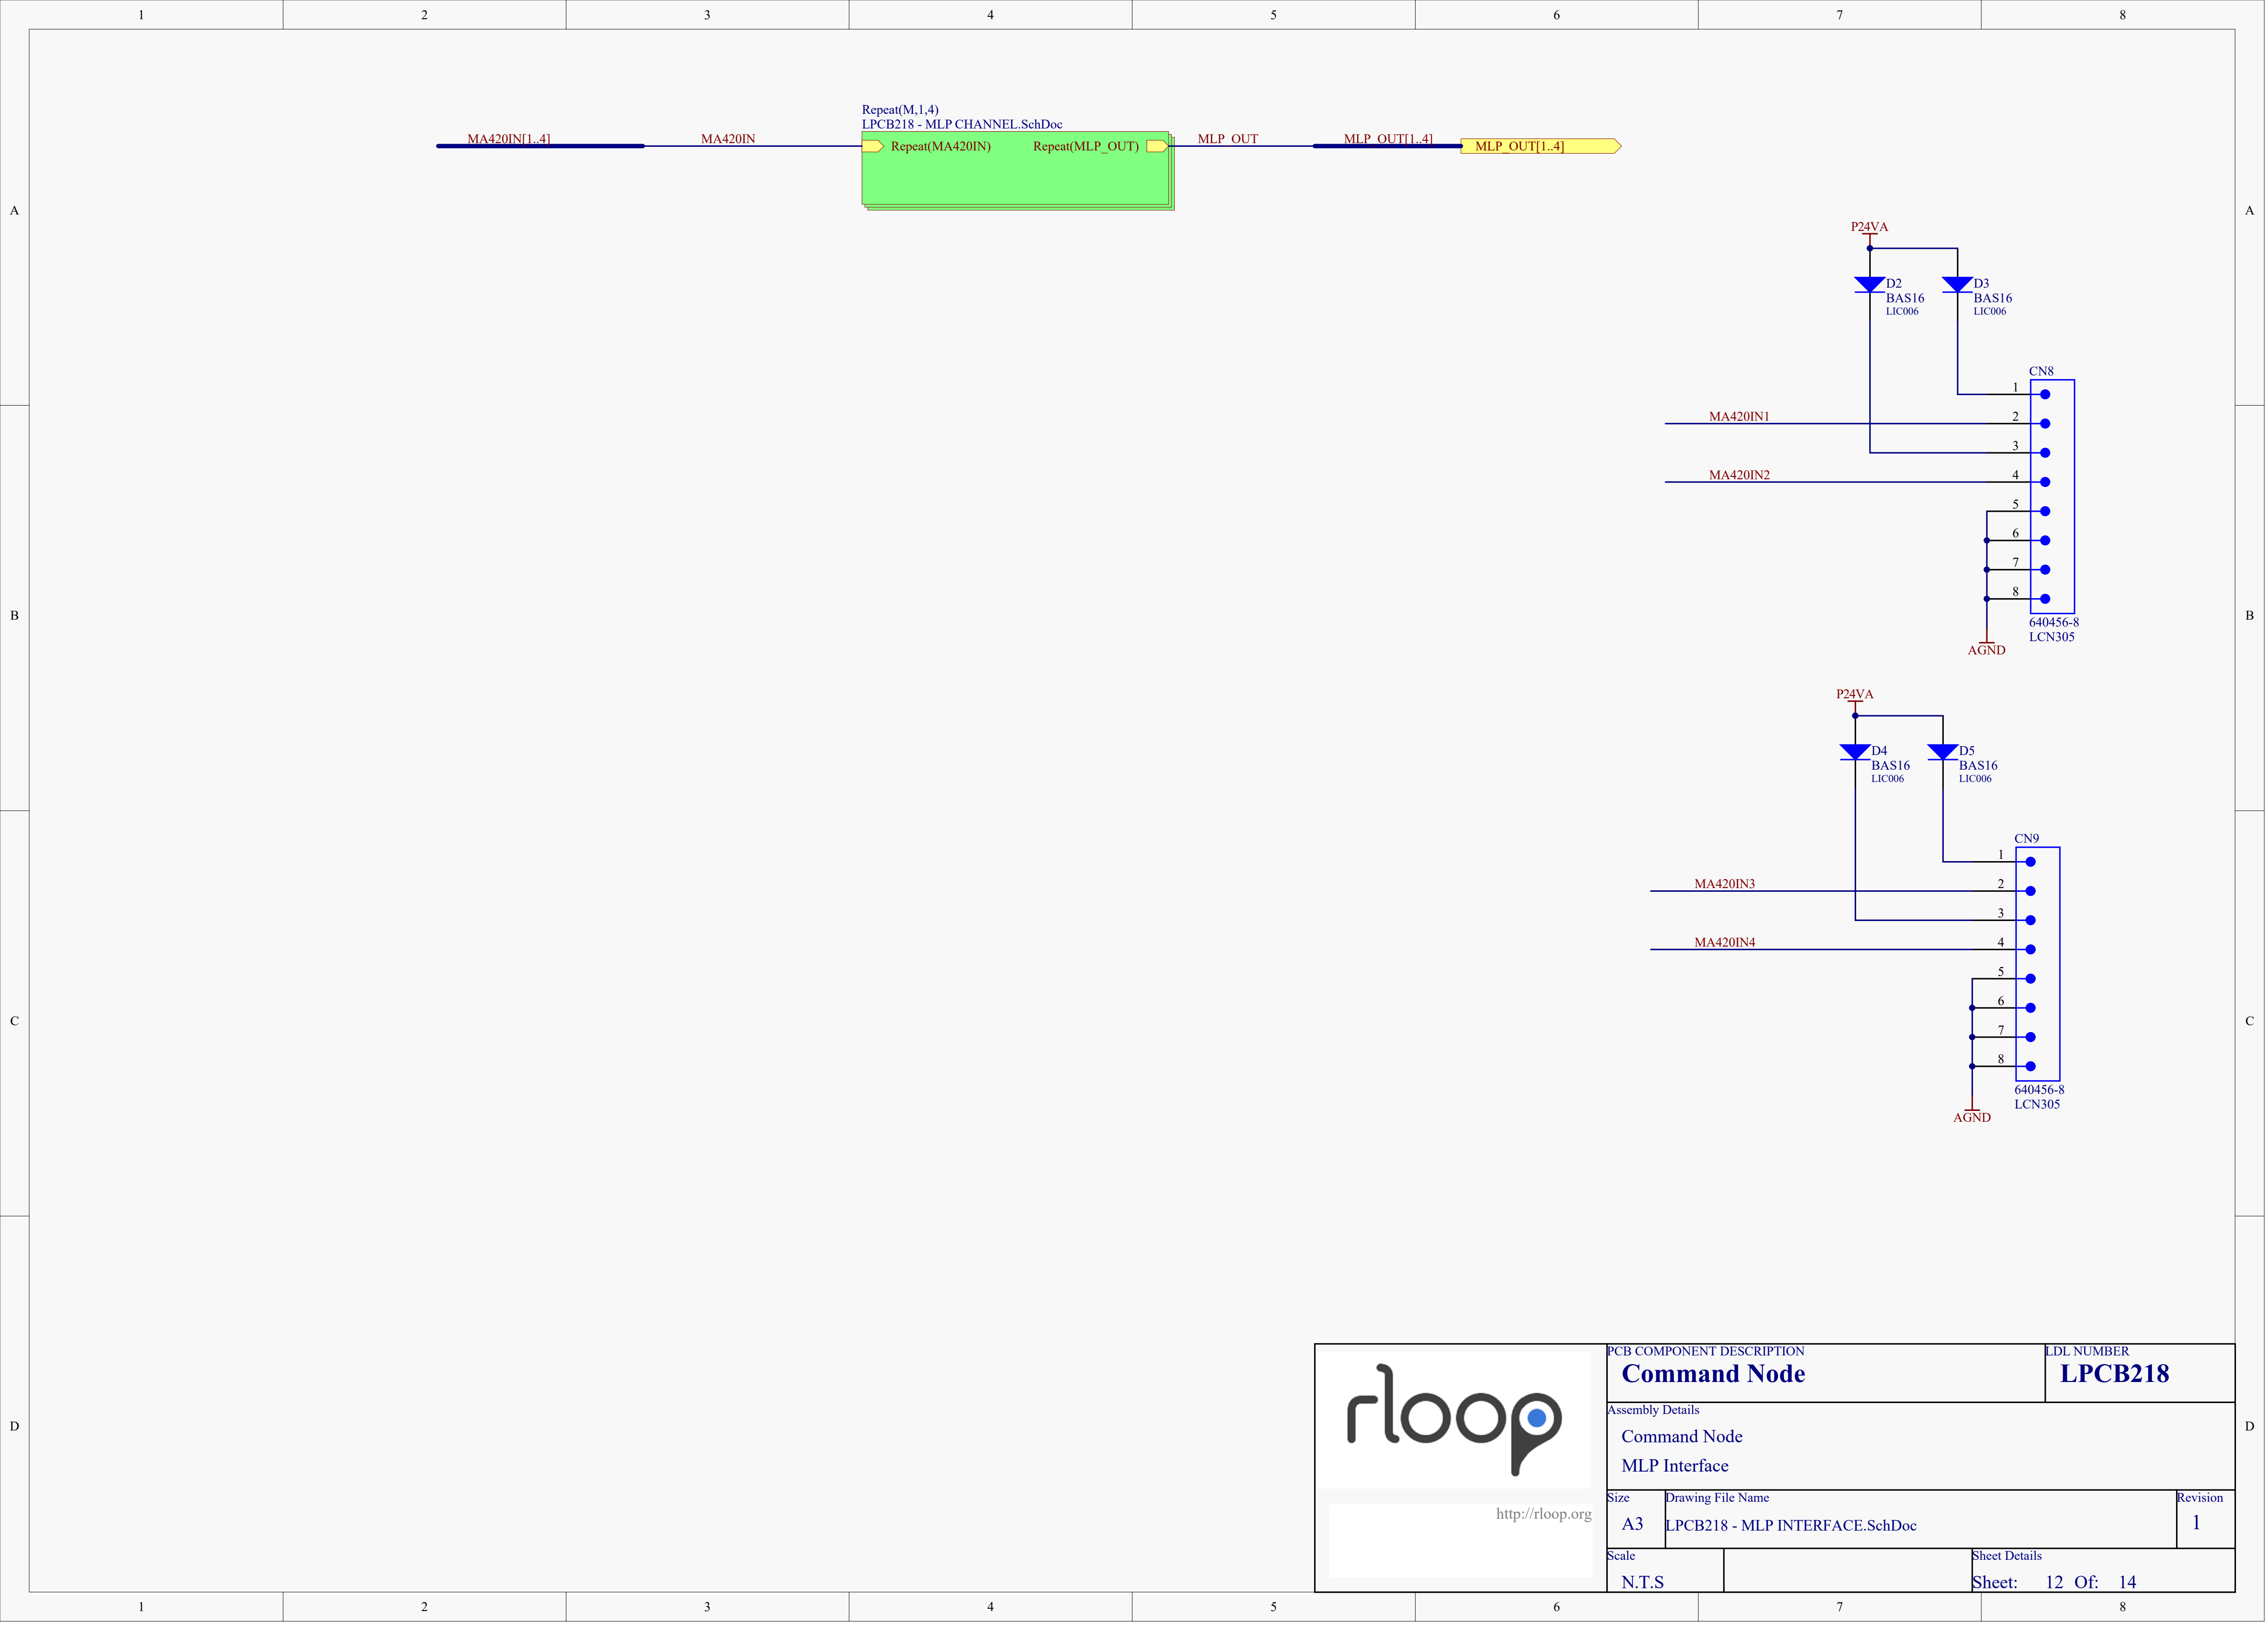 1 2 3 4 5 6 7 8
Repeat(M,1,4)
LPCB218 - MLP CHANNEL.SchDoc
MA420IN[1..4] MA420IN Repeat(MA420IN) Repeat(MLP_OUT) MLP_OUT MLP_OUT[1..4] MLP_OUT[1..4]
A A
P24VA
D2 D3
BAS16 BAS16
LIC006 LIC006
CN8
1
MA420IN1 2
3
MA420IN2 4
5
6
7
8
B B
640456-8
LCN305
AGND
P24VA
D4 D5
BAS16 BAS16
LIC006 LIC006
CN9
1
MA420IN3 2
3
MA420IN4 4
5
6
7
8
C C
640456-8
LCN305
AGND
D D
rloop
http://rloop.org
PCB COMPONENT DESCRIPTION
Command Node
LDL NUMBER
LPCB218
Assembly Details
Command Node
MLP Interface
Size
A3
Drawing File Name
LPCB218 - MLP INTERFACE.SchDoc
Revision
1
Scale
N.T.S
Sheet Details
Sheet: 12 Of: 14
1 2 3 4 5 6 7 8